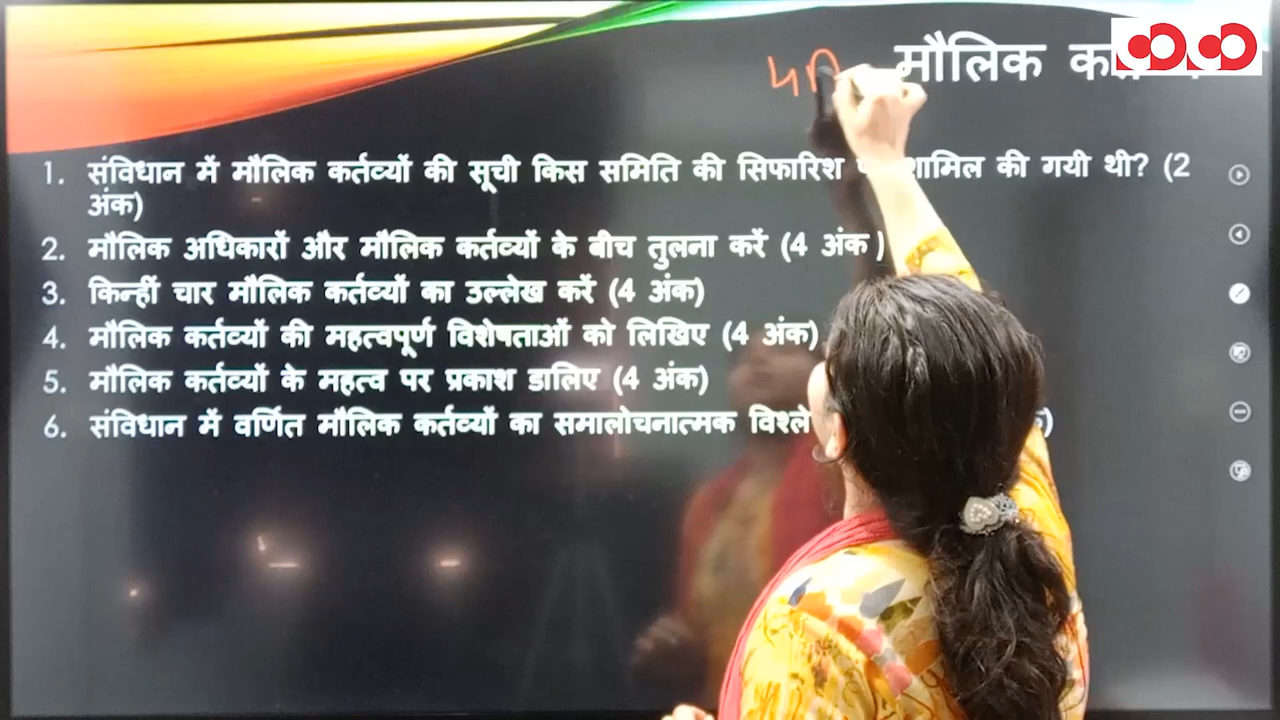 मौलिक
1. संविधान में मौलिक कर्तव्यों की सूची किस समिति की सिफारिश शामिल की गयी थी? (2
अंक)
2. मौलिक अधिकारों और मौलिक कर्तव्यों के बीच तुलना करें (4 अंक)
3. किन्हीं चार मौलिक कर्तव्यों का उल्लेख करें (4 अंक)
4. मौलिक कर्तव्यों की महत्वपूर्ण विशेषताओं को लिखिए (4 अंक)
5. मौलिक कर्तव्यों के महत्व पर प्रकाश डालिए (4 अंक)
6. संविधान में वर्णित मौलिक कर्तव्यों का समालोचनात्मक